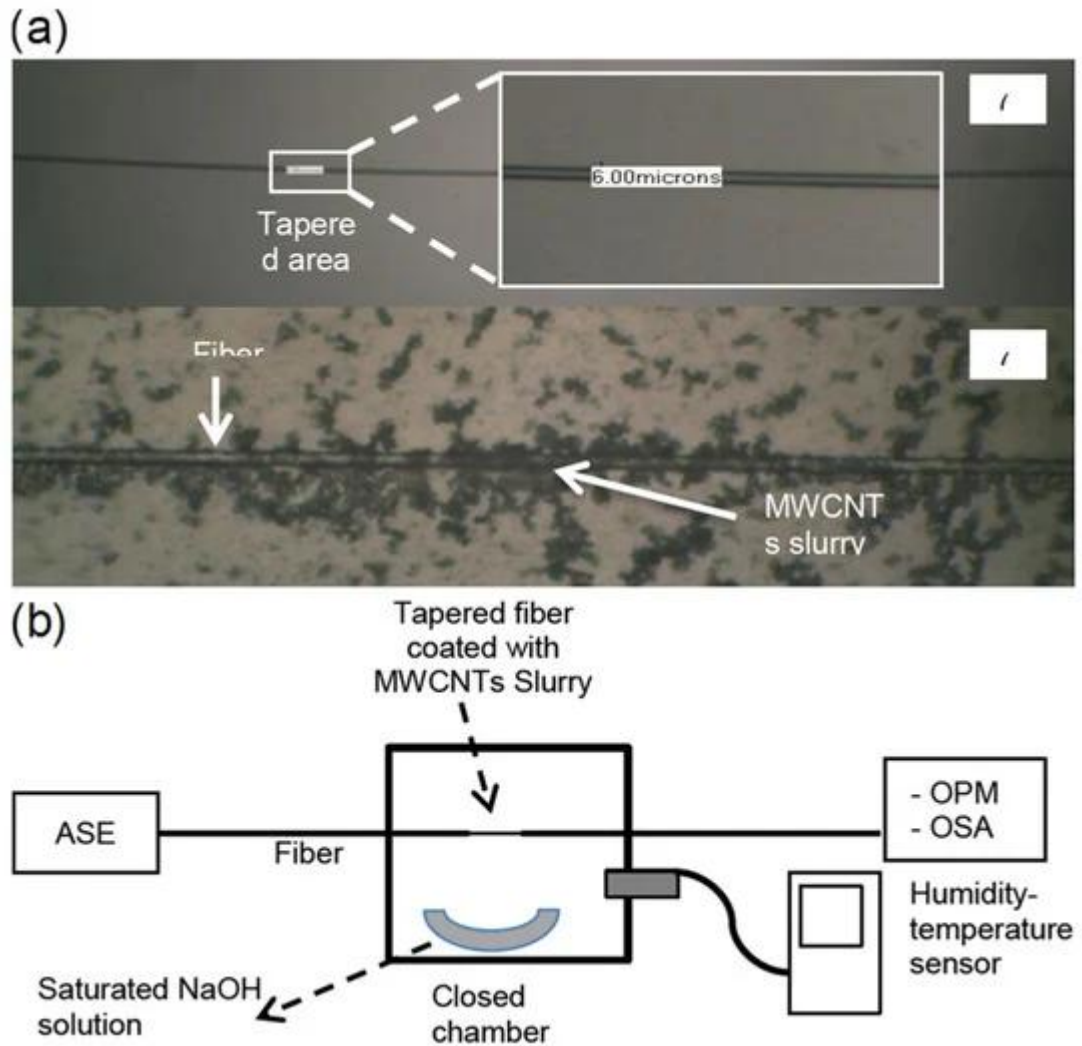 (a)
6.00microns
Tapere
d area
Fiber
MWCNT
s slurry
(b)
Tapered fiber
coated with
MWCNTs Slurry
ASE
Fiber
- OPM
- OSA
Humidity-
temperature
sensor
Saturated NaOH
solution
Closed
chamber